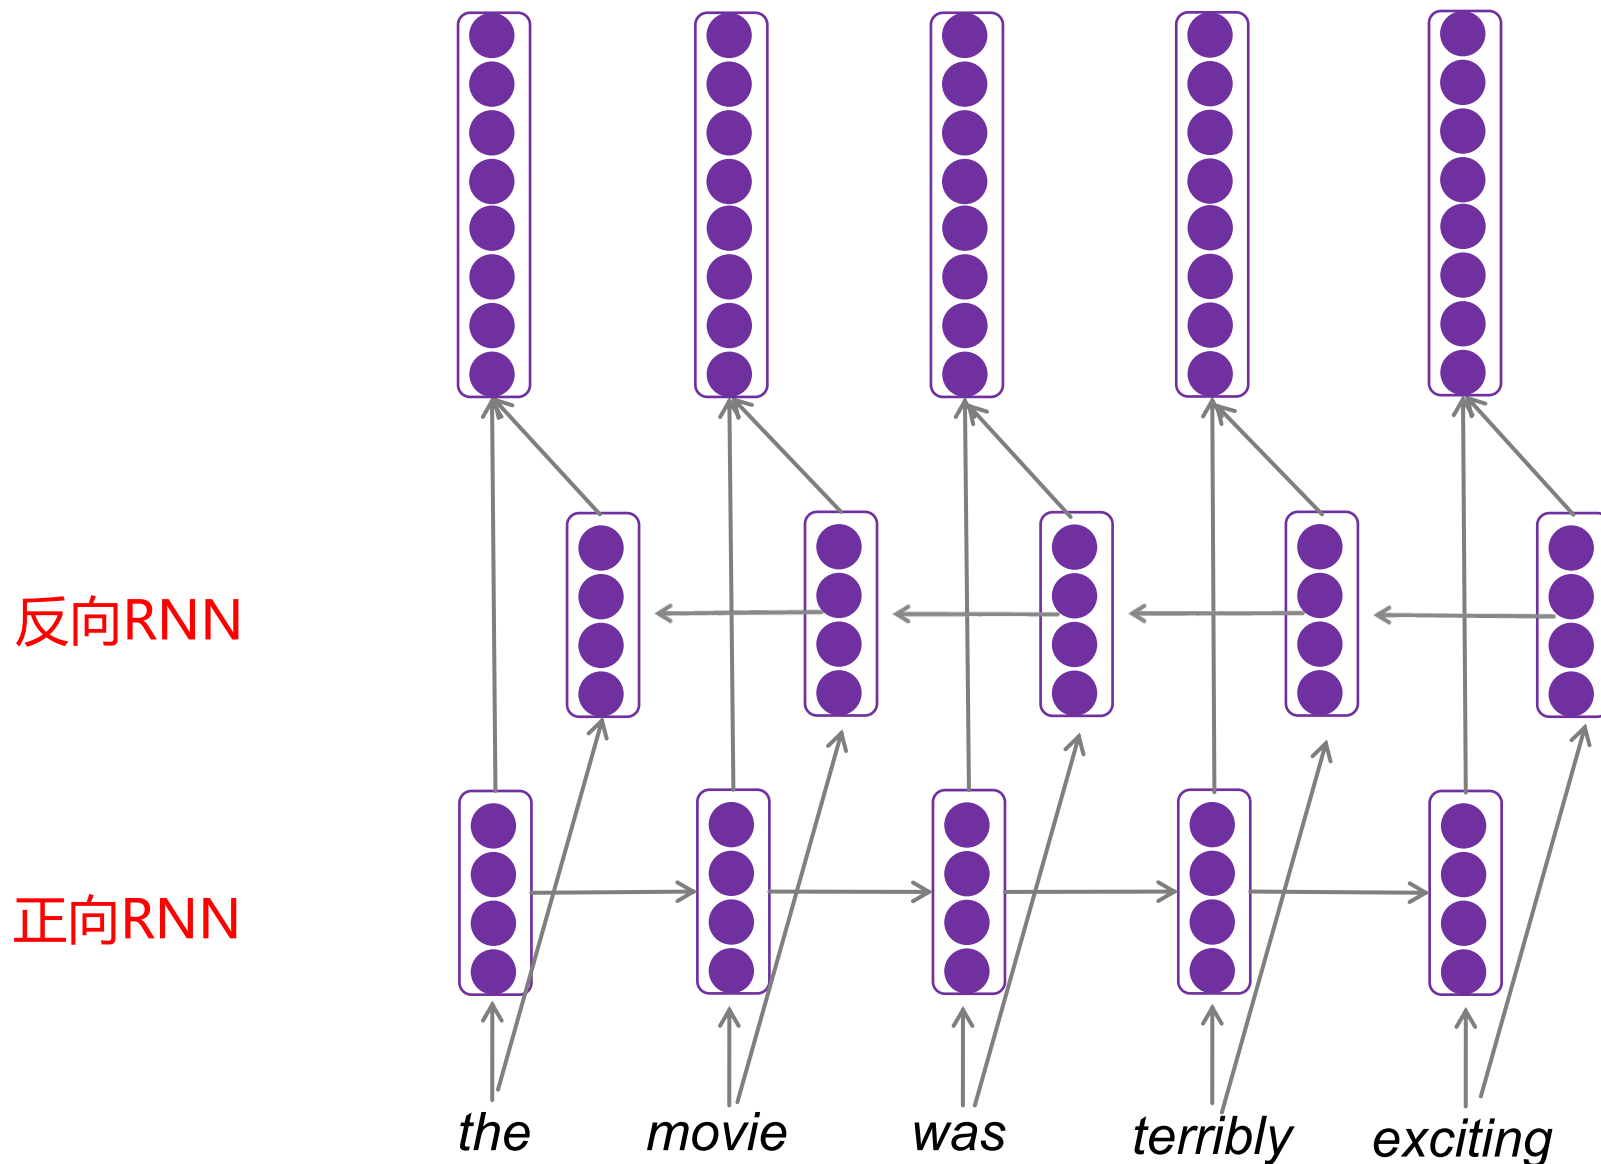 反向RNN
正向RNN
the movie was terribly exciting